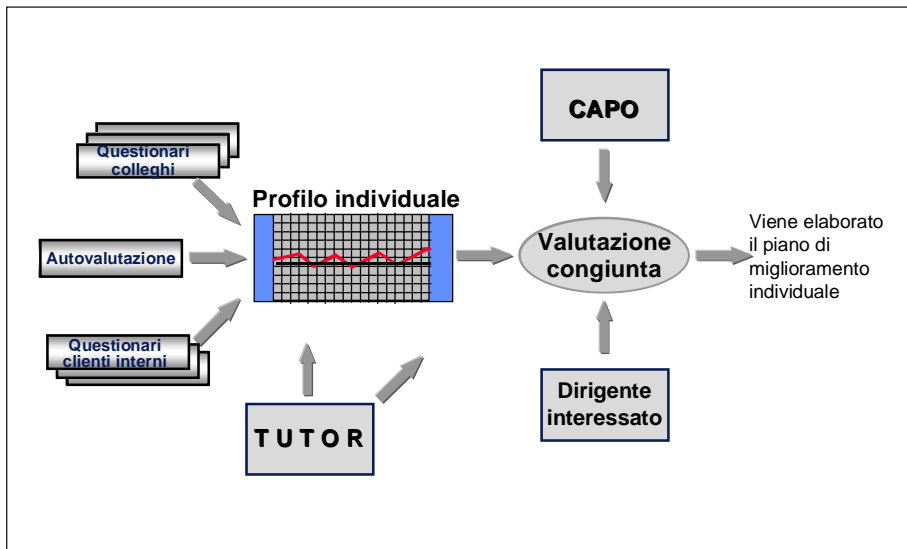 CAPO
Questionari
colleghi
Profilo individuale
Autovalutazione
Valutazione
congiunta
Viene elaborato
il piano di
miglioramento
individuale
Questionari
clienti interni
T U T O R
Dirigente
interessato